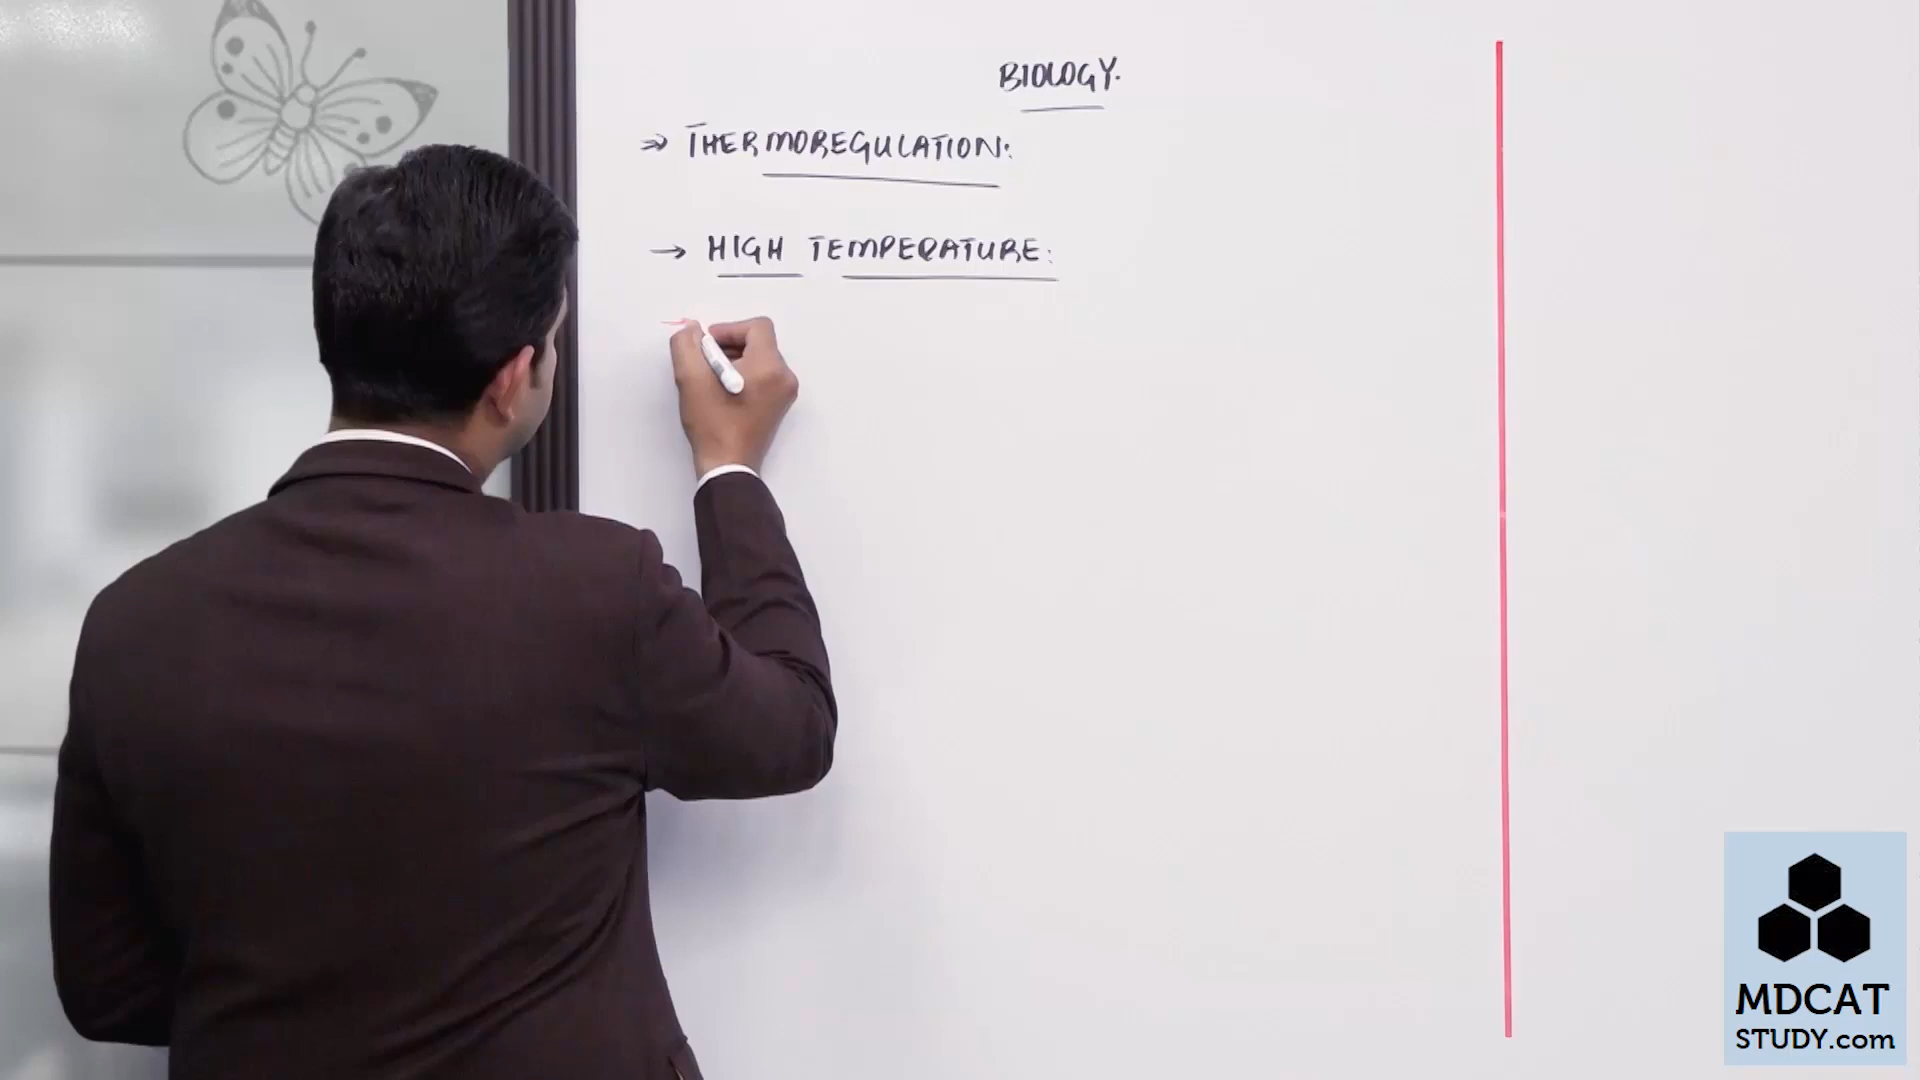 BIOLOGY.
⇒ THERMOREGULATION:
→ HIGH TEMPERATURE:
MDCAT
STUDY.com